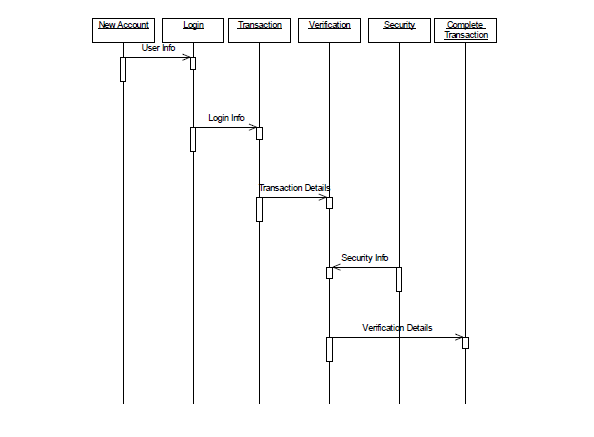 New Account
Login
Transaction
Verification
Security
Complete
Transaction
User Info
Login Info
Transaction Details
Security Info
Verification Details